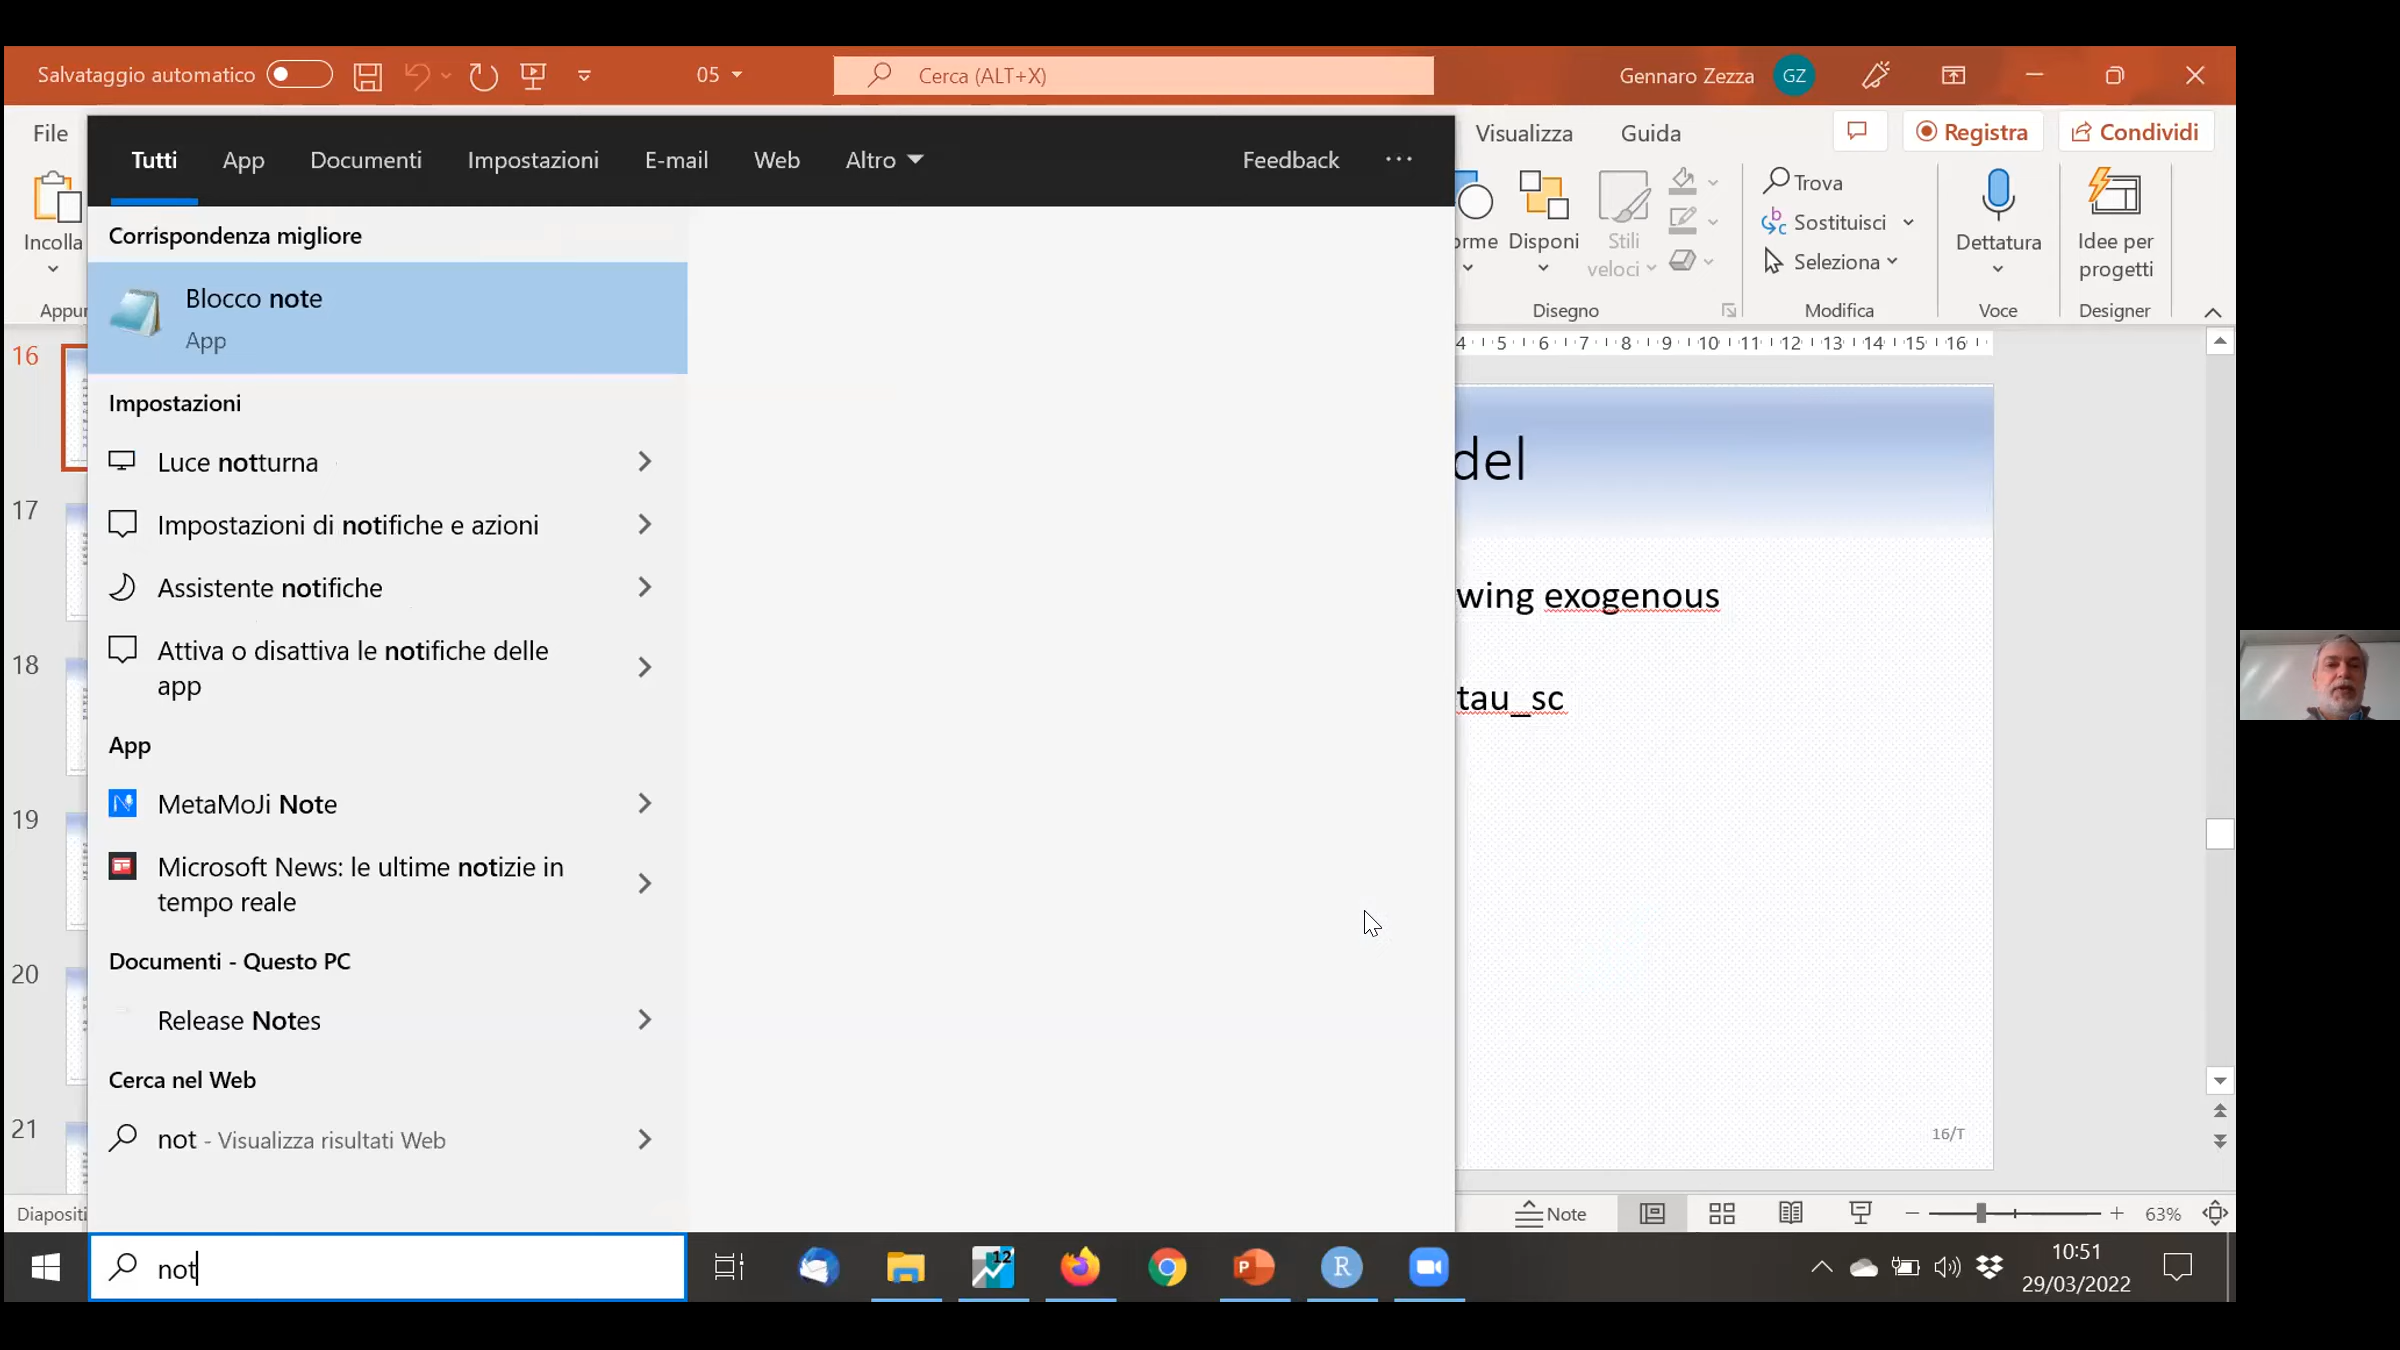 Salvataggio automatico
05
Cerca (ALT+X)
Gennaro Zezza
GZ
File
Visualizza
Guida
Registra
Condividi
Tutti
App
Documenti
Impostazioni
E-mail
Web
Altro
Feedback
Incolla
Appun
orme
Disponi
Stili
veloci
Disegno
Trova
Sostituisci
Seleziona
Modifica
Dettatura
Voce
Idee per
progetti
Designer
Corrispondenza migliore
Blocco note
App
Impostazioni
Luce notturna
Impostazioni di notifiche e azioni
Assistente notifiche
Attiva o disattiva le notifiche delle
app
App
MetaMoJi Note
Microsoft News: le ultime notizie in
tempo reale
Documenti - Questo PC
Release Notes
Cerca nel Web
not - Visualizza risultati Web
16
17
18
19
20
21
4 5 6 7 8 9 10 11 12 13 14 15 16
del
wing exogenous
tau_sc
16/T
Diapositi
Note
63%
not
12
P
R
10:51
29/03/2022